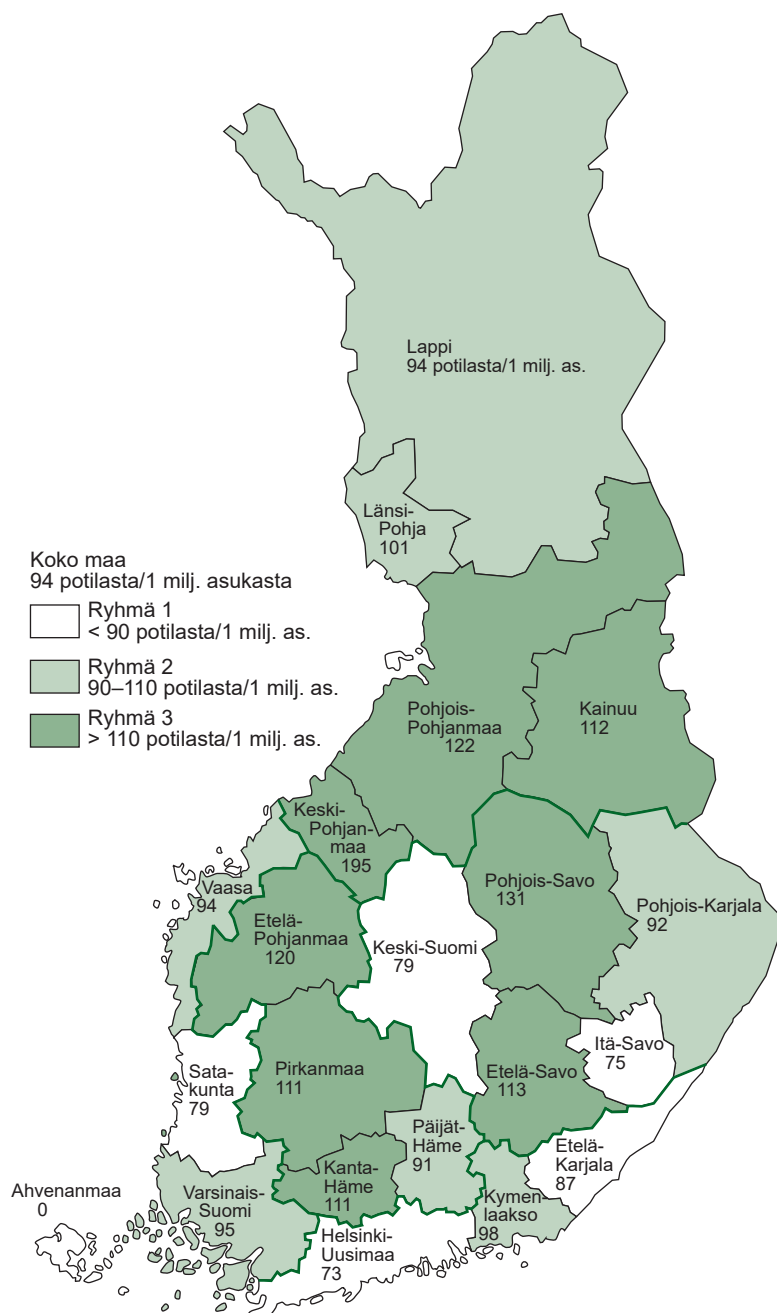 Lappi
94 potilasta/1 milj. as.
Länsi-
Pohja
101
Koko maa
94 potilasta/1 milj. asukasta
Ryhmä 1
< 90 potilasta/1 milj. as.
Ryhmä 2
90–110 potilasta/1 milj. as.
Ryhmä 3
> 110 potilasta/1 milj. as.
Pohjois-
Pohjanmaa
122
Kainuu
112
Keski-
Pohjan-
maa
195
Vaasa
94
Etelä-
Pohjanmaa
120
Keski-Suomi
79
Pohjois-Savo
131
Pohjois-Karjala
92
Sata-
kunta
79
Pirkanmaa
111
Etelä-Savo
113
Itä-Savo
75
Päijät-
Häme
91
Etelä-
Karjala
87
Kanta-
Häme
111
Kymen-
laakso
98
Ahvenanmaa
0
Varsinais-
Suomi
95
Helsinki-
Uusimaa
73